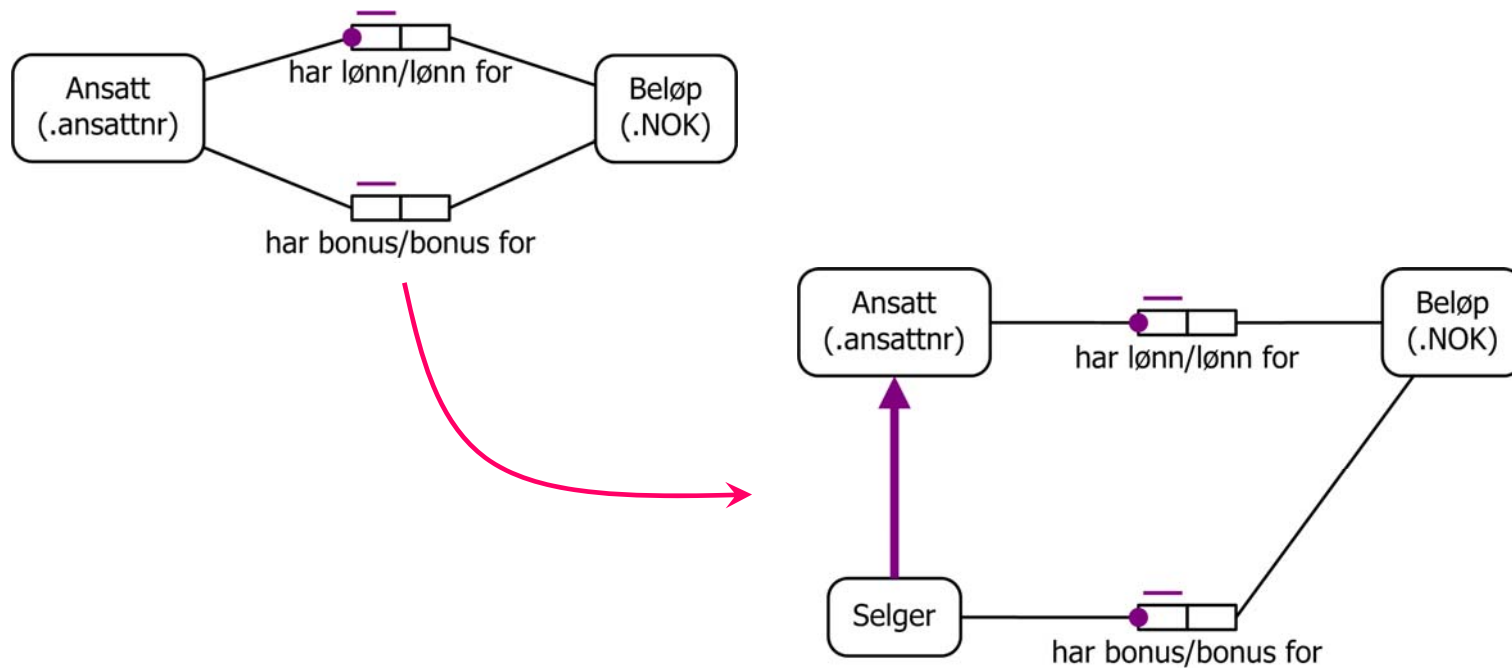 Ansatt
(.ansattnr)
har lønn/lønn for
Beløp
(.NOK)
har bonus/bonus for
Ansatt
(.ansattnr)
har lønn/lønn for
Beløp
(.NOK)
Selger
har bonus/bonus for